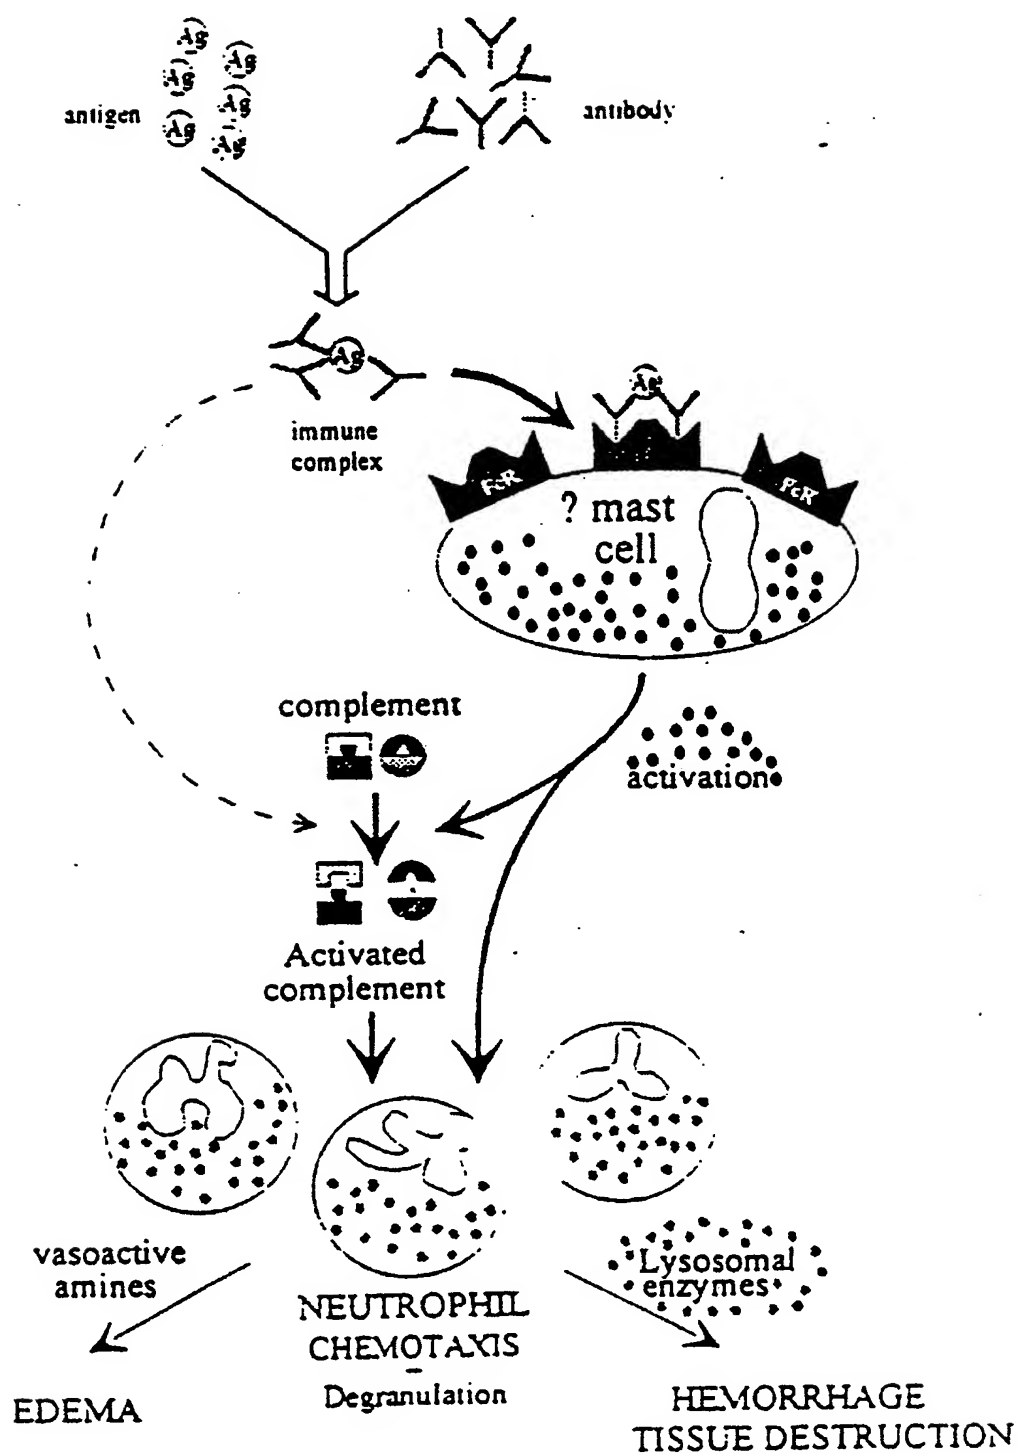 Ag
Ag
Ag
Ag
Ag
Ag
antigen
antibody
Ag
immune
complex
Ag
FcR
FcR
? mast
cell
complement
activation
Activated
complement
vasoactive
amines
Lysosomal
enzymes
NEUTROPHIL
CHEMOTAXIS
Degranulation
EDEMA
HEMORRHAGE
TISSUE DESTRUCTION